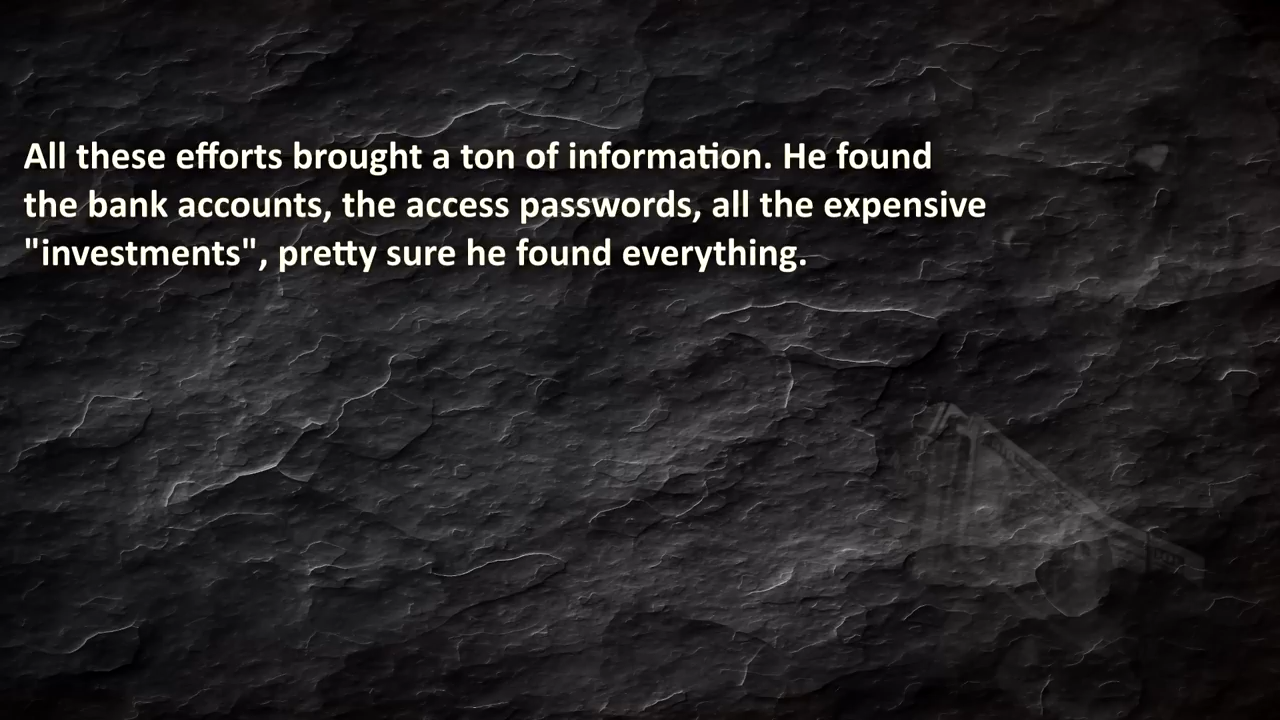 All these efforts brought a ton of information. He found
the bank accounts, the access passwords, all the expensive
"investments", pretty sure he found everything.